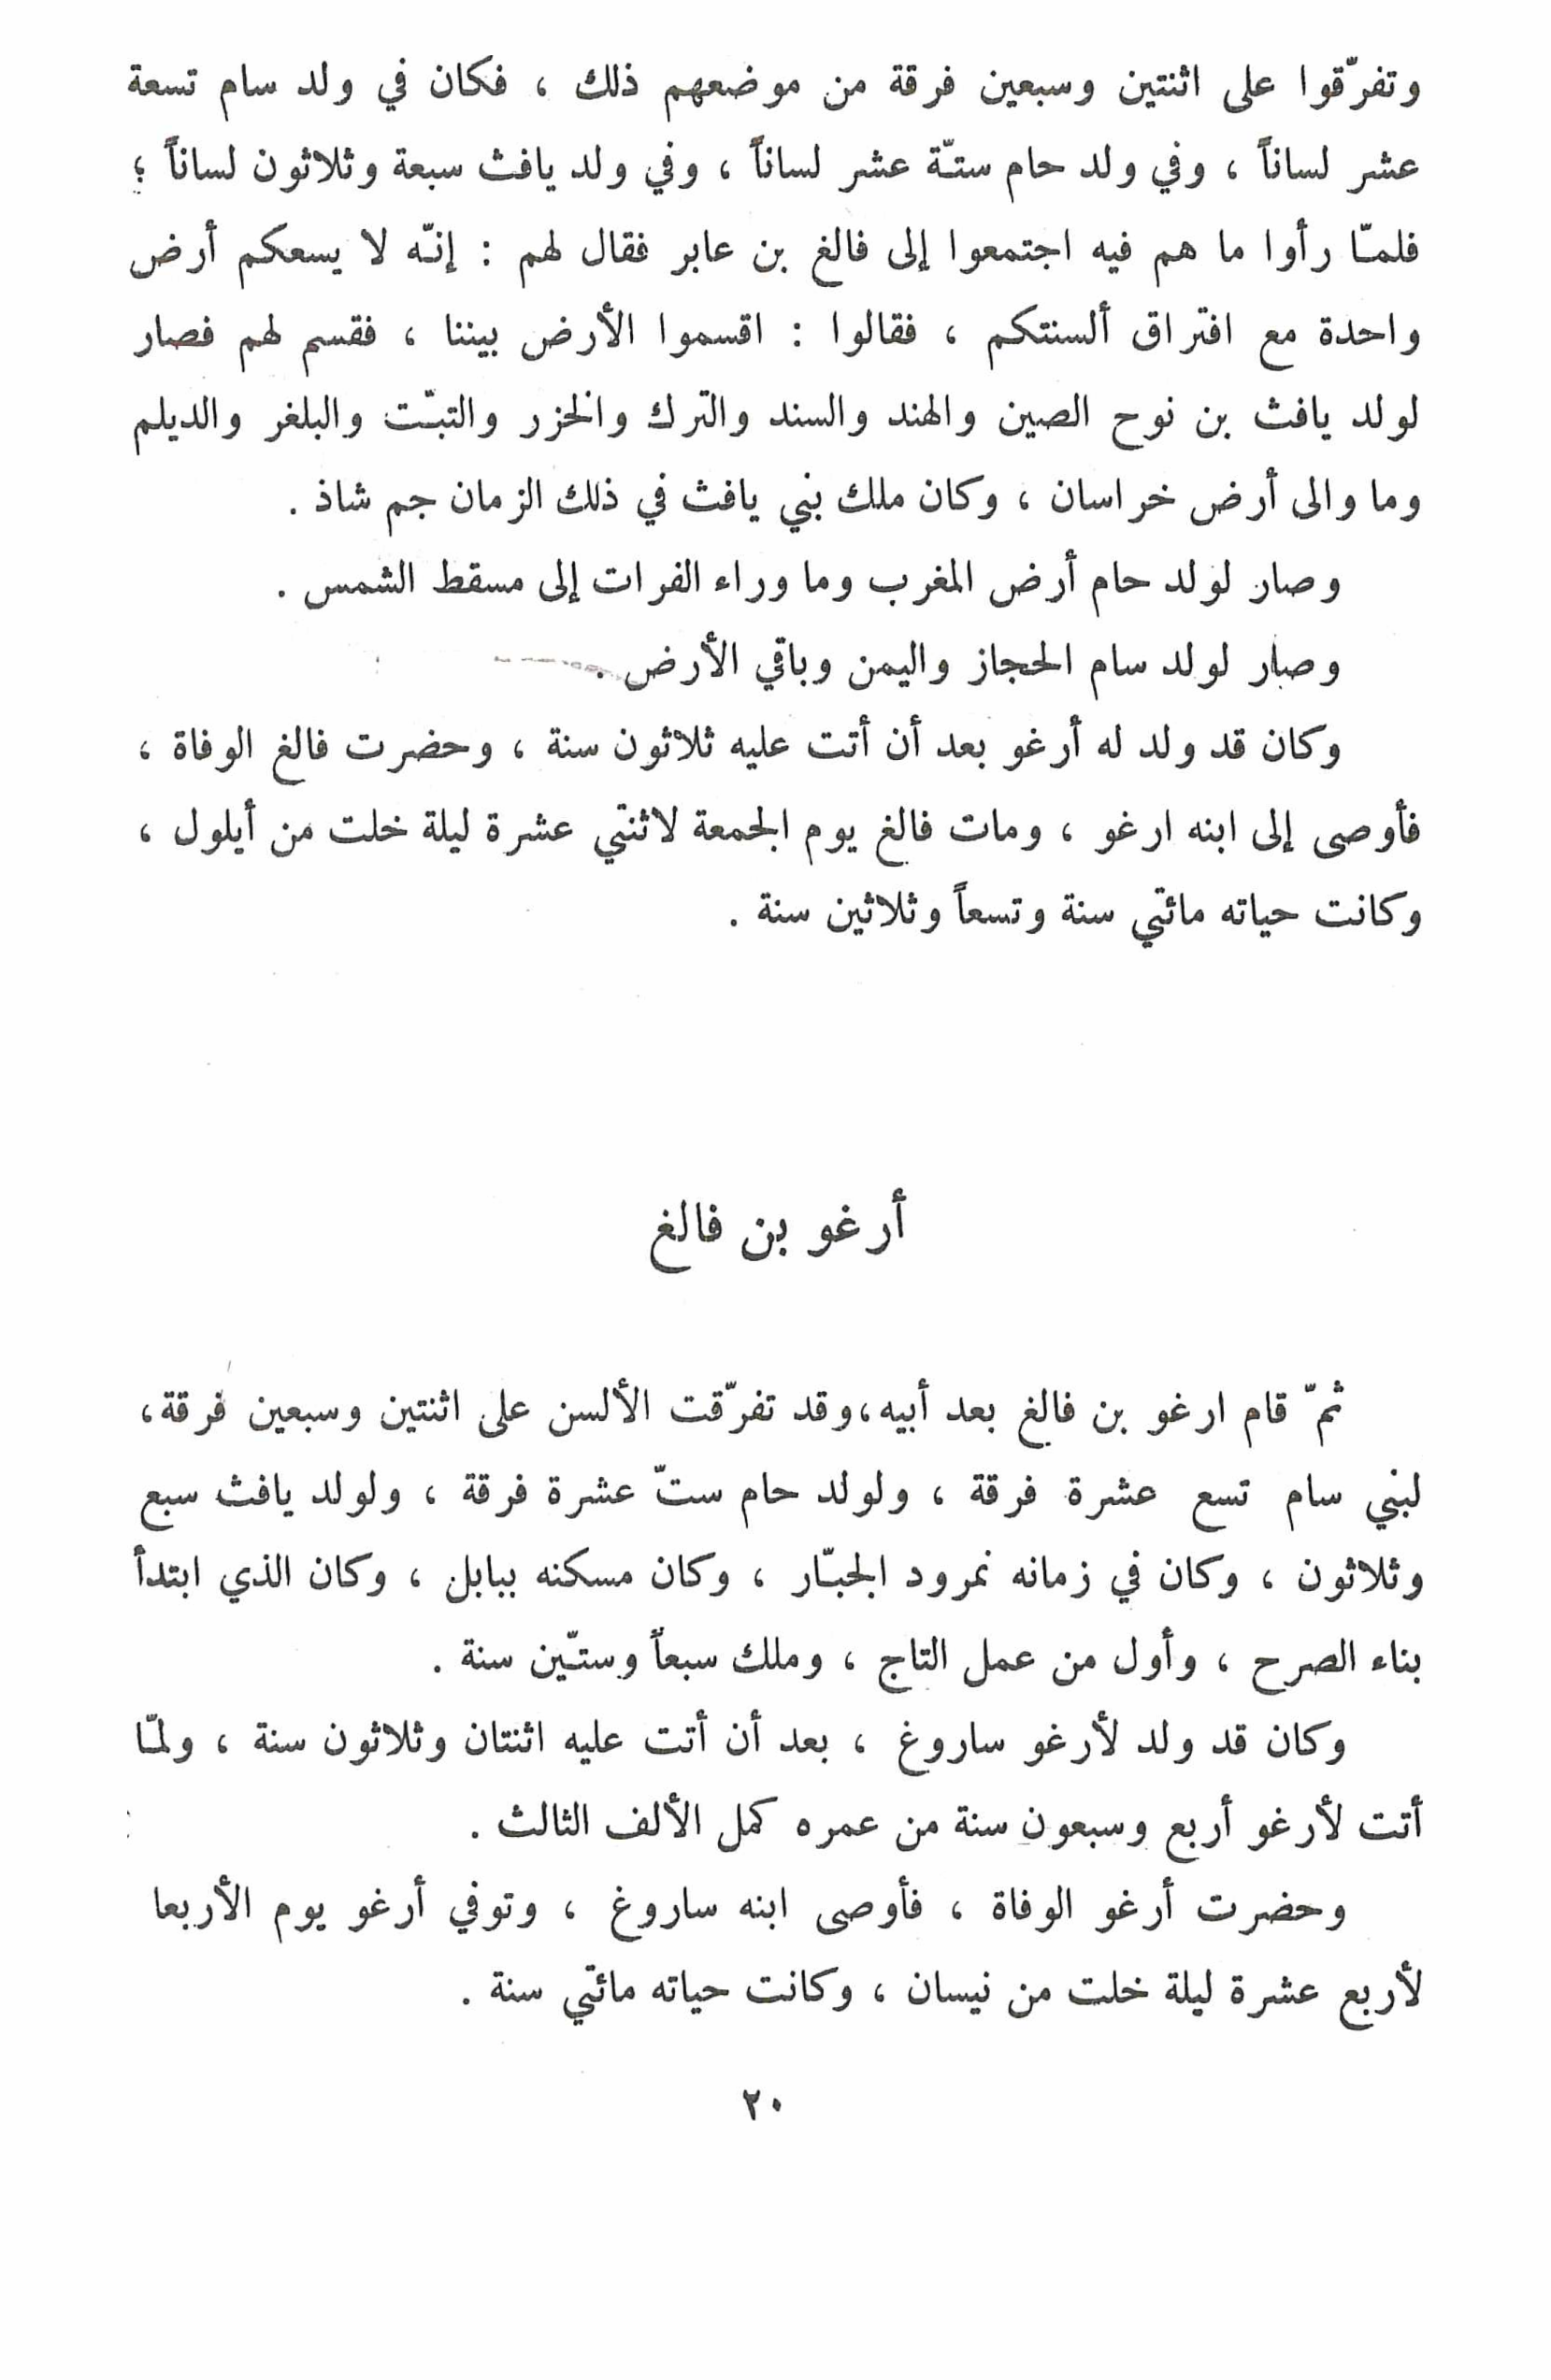 وتفرّقوا على اثنتين وسبعين فرقة من موضعهم ذلك ، فكان في ولد سام تسعة
عشر لساناً ، وفي ولد حام ستّة عشر لساناً ، وفي ولد يافث سبعة وثلاثون لساناً ؛
فلمّا رأوا ما هم فيه اجتمعوا إلى فالغ بن عابر فقال لهم : إنّه لا يسعكم أرض
واحدة مع افتراق ألسنتكم ، فقالوا : اقسموا الأرض بيننا ، فقسم لهم فصار
لولد يافث بن نوح الصين والهند والسند والترك والخزر والتبّت والبلغر والديلم
وما والى أرض خراسان ، وكان ملك بني يافث في ذلك الزمان جم شاذ .
وصار لولد حام أرض المغرب وما وراء الفرات إلى مسقط الشمس .
وصار لولد سام الحجاز واليمن وباقي الأرض .
وكان قد ولد له أرغو بعد أن أتت عليه ثلاثون سنة ، وحضرت فالغ الوفاة ،
فأوصى إلى ابنه ارغو ، ومات فالغ يوم الجمعة لاثنتي عشرة ليلة خلت من أيلول ،
وكانت حياته مائتي سنة وتسعاً وثلاثين سنة .
أرغو بن فالغ
ثمّ قام ارغو بن فالغ بعد أبيه، وقد تفرّقت الألسن على اثنتين وسبعين فرقة،
لبني سام تسع عشرة فرقة ، ولولد حام ستّ عشرة فرقة ، ولولد يافث سبع
وثلاثون ، وكان في زمانه نمرود الجبّار ، وكان مسكنه ببابل ، وكان الذي ابتدأ
بناء الصرح ، وأول من عمل التاج ، وملك سبعاً وستّين سنة .
وكان قد ولد لأرغو ساروغ ، بعد أن أتت عليه اثنتان وثلاثون سنة ، ولمّا
أتت لأرغو أربع وسبعون سنة من عمره كمل الألف الثالث .
وحضرت أرغو الوفاة ، فأوصى ابنه ساروغ ، وتوفي أرغو يوم الأربعا
لأربع عشرة ليلة خلت من نيسان ، وكانت حياته مائتي سنة .
٢٠